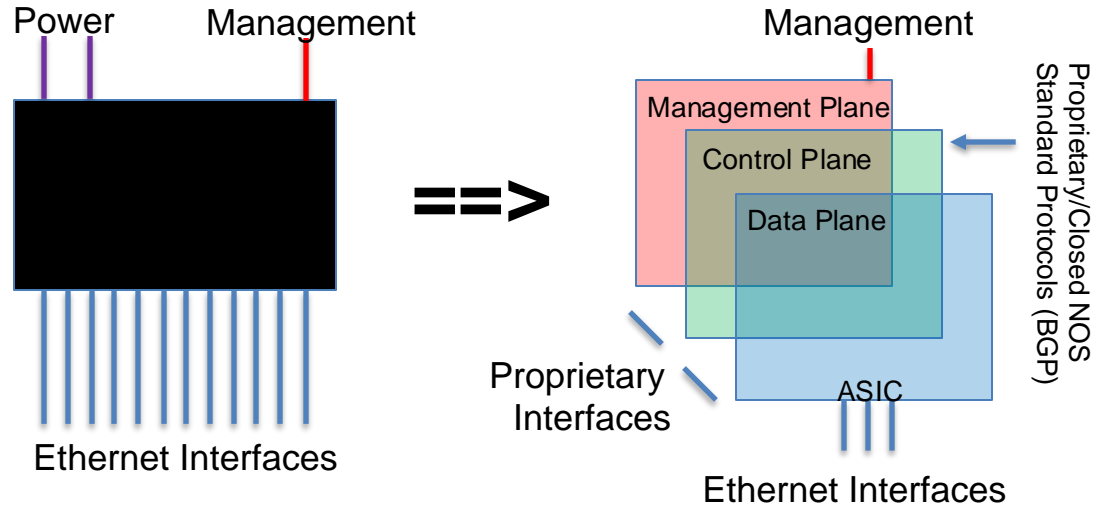 Power
Management
Ethernet Interfaces
==>
Management
Management Plane
Control Plane
Data Plane
ASIC
Proprietary
Interfaces
Ethernet Interfaces
Proprietary/Closed NOS
Standard Protocols (BGP)